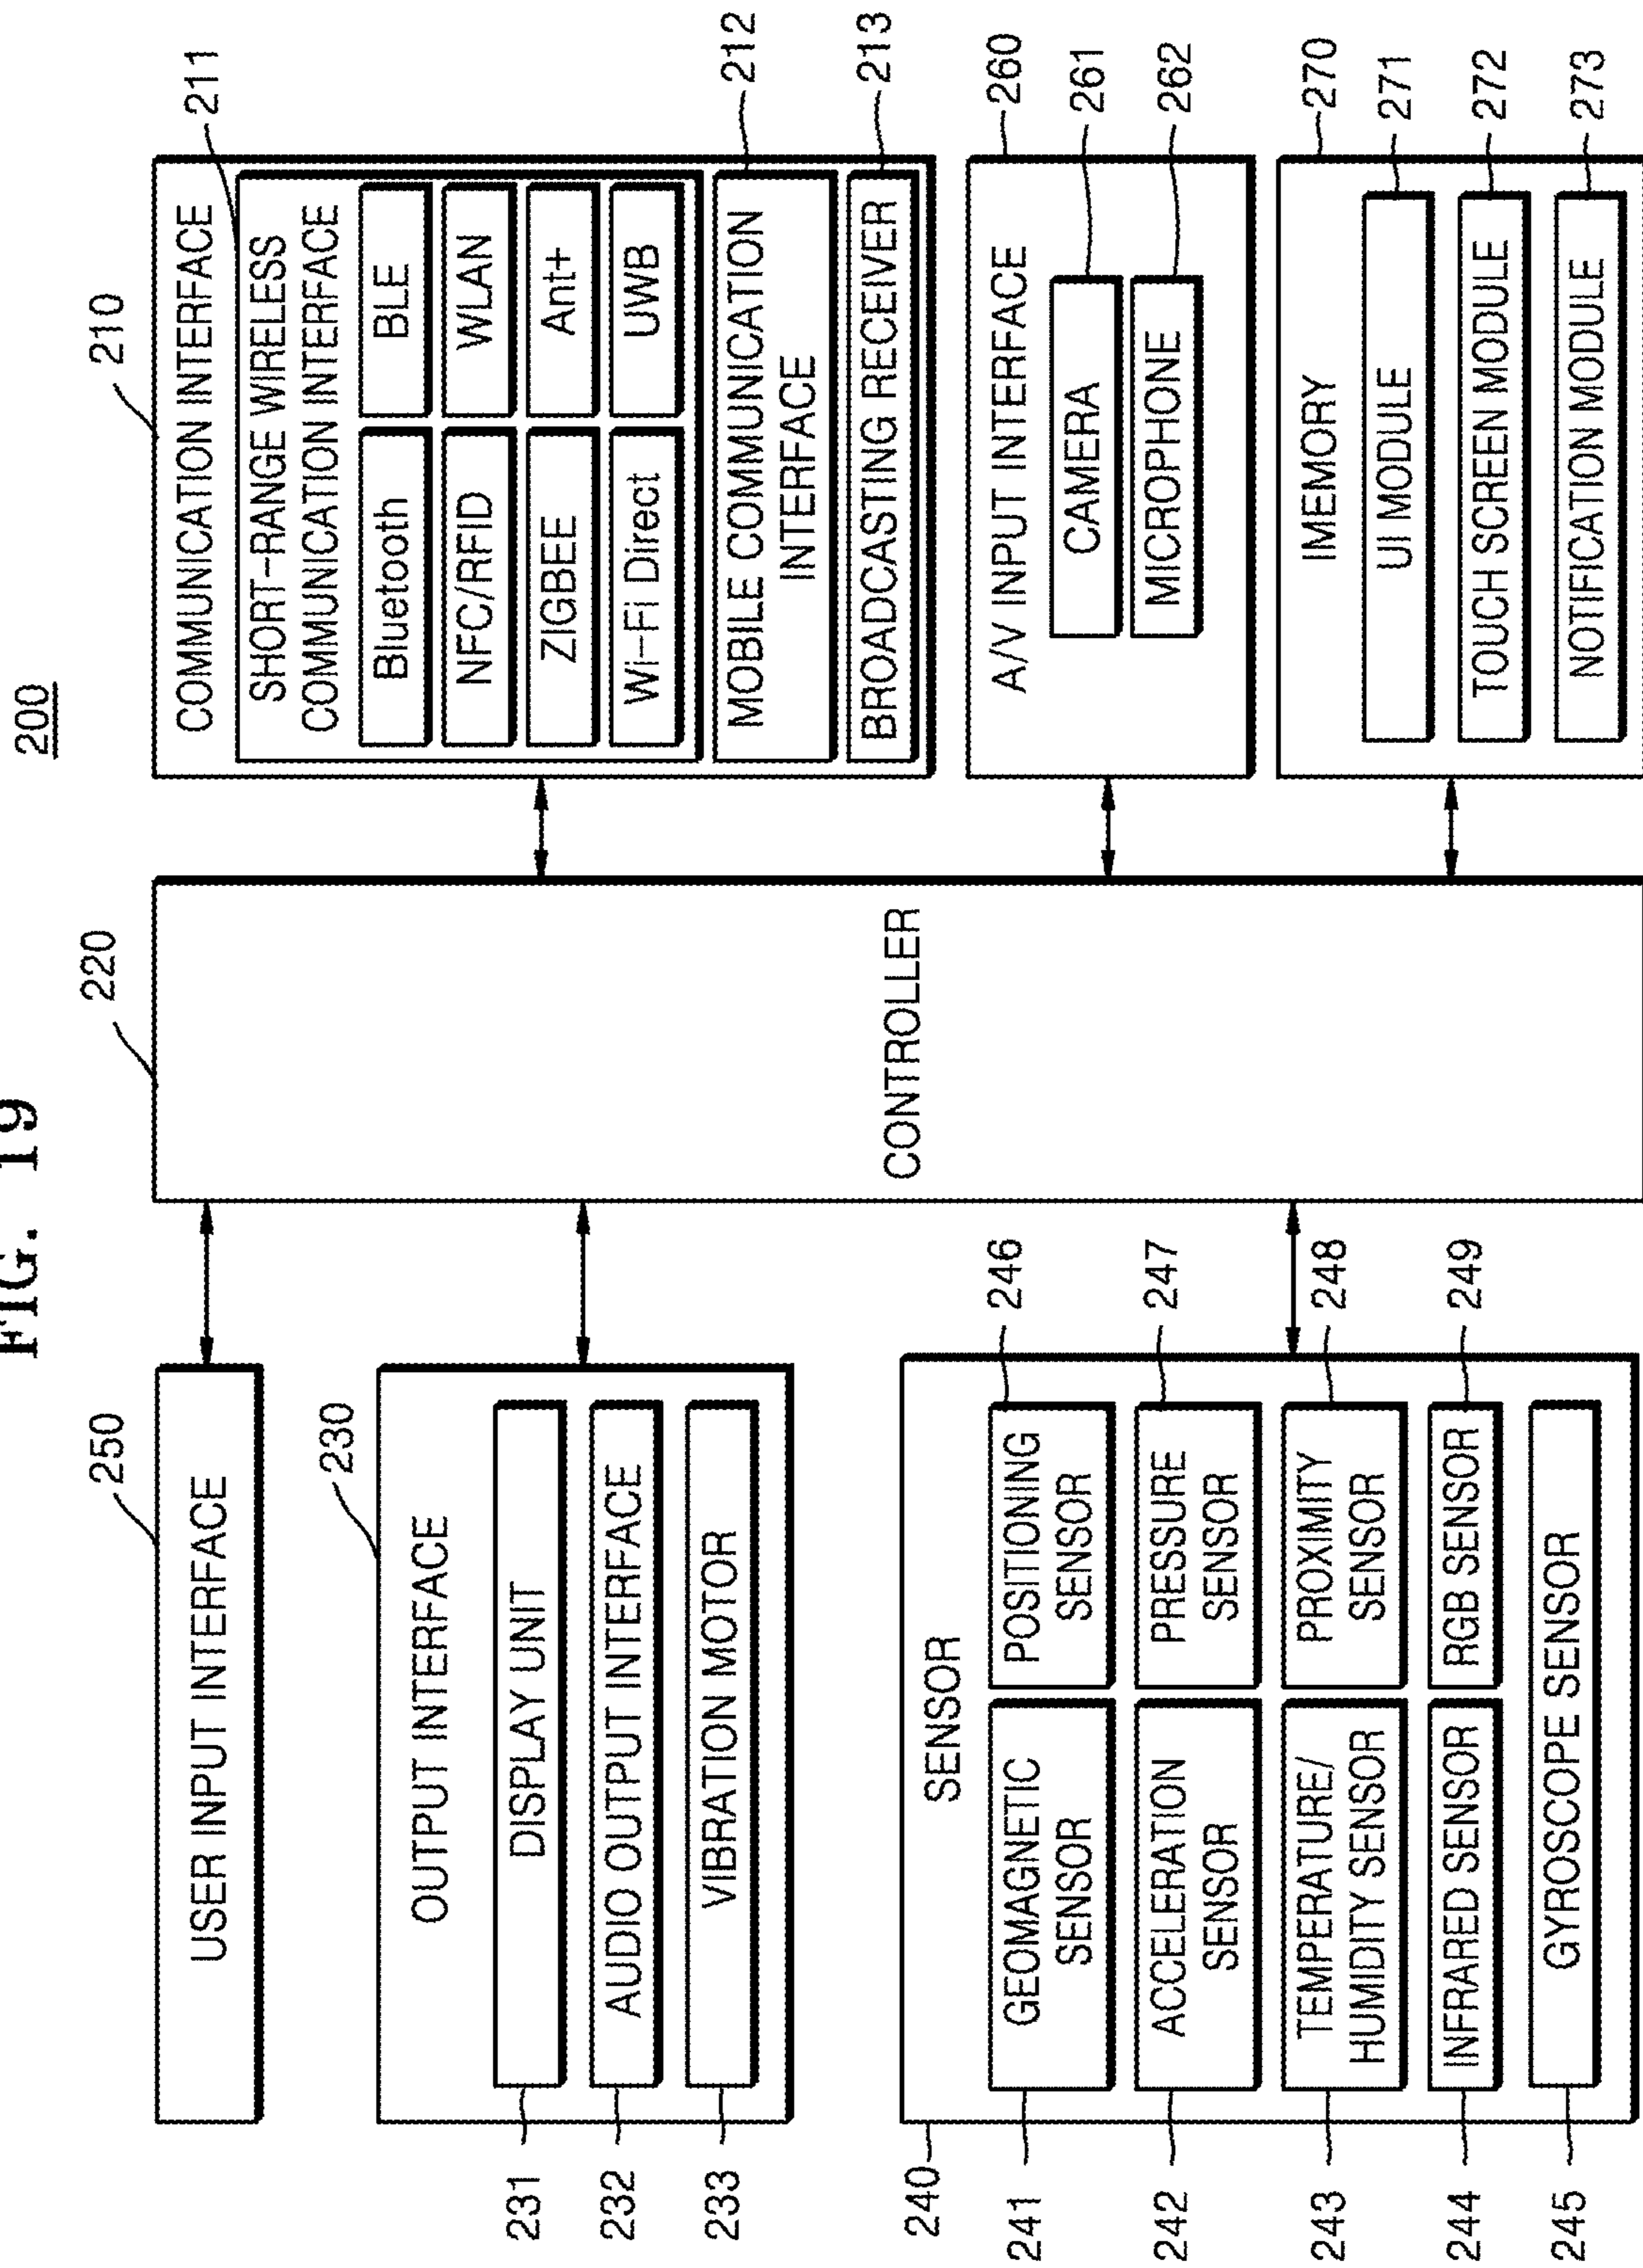 FIG. 19
200
250
USER INPUT INTERFACE
230
OUTPUT INTERFACE
231
DISPLAY UNIT
232
AUDIO OUTPUT INTERFACE
233
VIBRATION MOTOR
240
SENSOR
241
GEOMAGNETIC
SENSOR
POSITIONING
SENSOR
246
242
ACCELERATION
SENSOR
PRESSURE
SENSOR
247
243
TEMPERATURE/
HUMIDITY SENSOR
PROXIMITY
SENSOR
248
244
INFRARED SENSOR
RGB SENSOR
249
245
GYROSCOPE SENSOR
220
CONTROLLER
210
COMMUNICATION INTERFACE
211
SHORT-RANGE WIRELESS
COMMUNICATION INTERFACE
Bluetooth
BLE
NFC/RFID
WLAN
ZIGBEE
Ant+
Wi-Fi Direct
UWB
MOBILE COMMUNICATION
INTERFACE
212
BROADCASTING RECEIVER
213
A/V INPUT INTERFACE
260
CAMERA
261
MICROPHONE
262
IMEMORY
270
UI MODULE
271
TOUCH SCREEN MODULE
272
NOTIFICATION MODULE
273